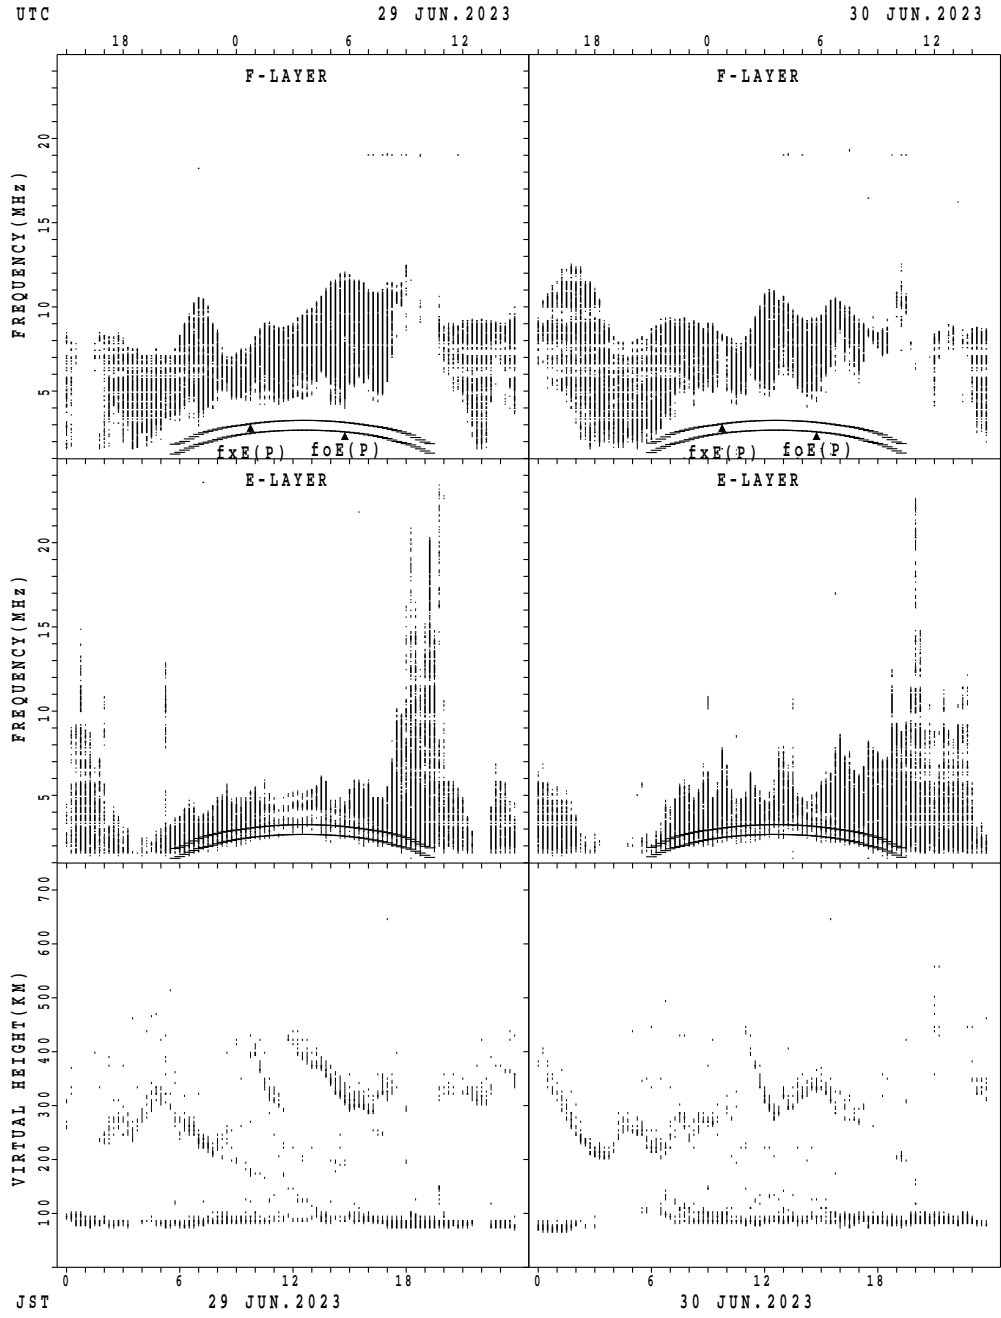 UTC 29 JUN.2023 30 JUN.2023
18 0 6 12 18 0 6 12
F-LAYER F-LAYER
FREQUENCY(MHz)
20
15
10
5
fxE(P) foE(P) fxE(P) foE(P)
E-LAYER E-LAYER
FREQUENCY(MHz)
20
15
10
5
VIRTUAL HEIGHT(KM)
700
600
500
400
300
200
100
0 6 12 18 0 6 12 18
JST 29 JUN.2023 30 JUN.2023